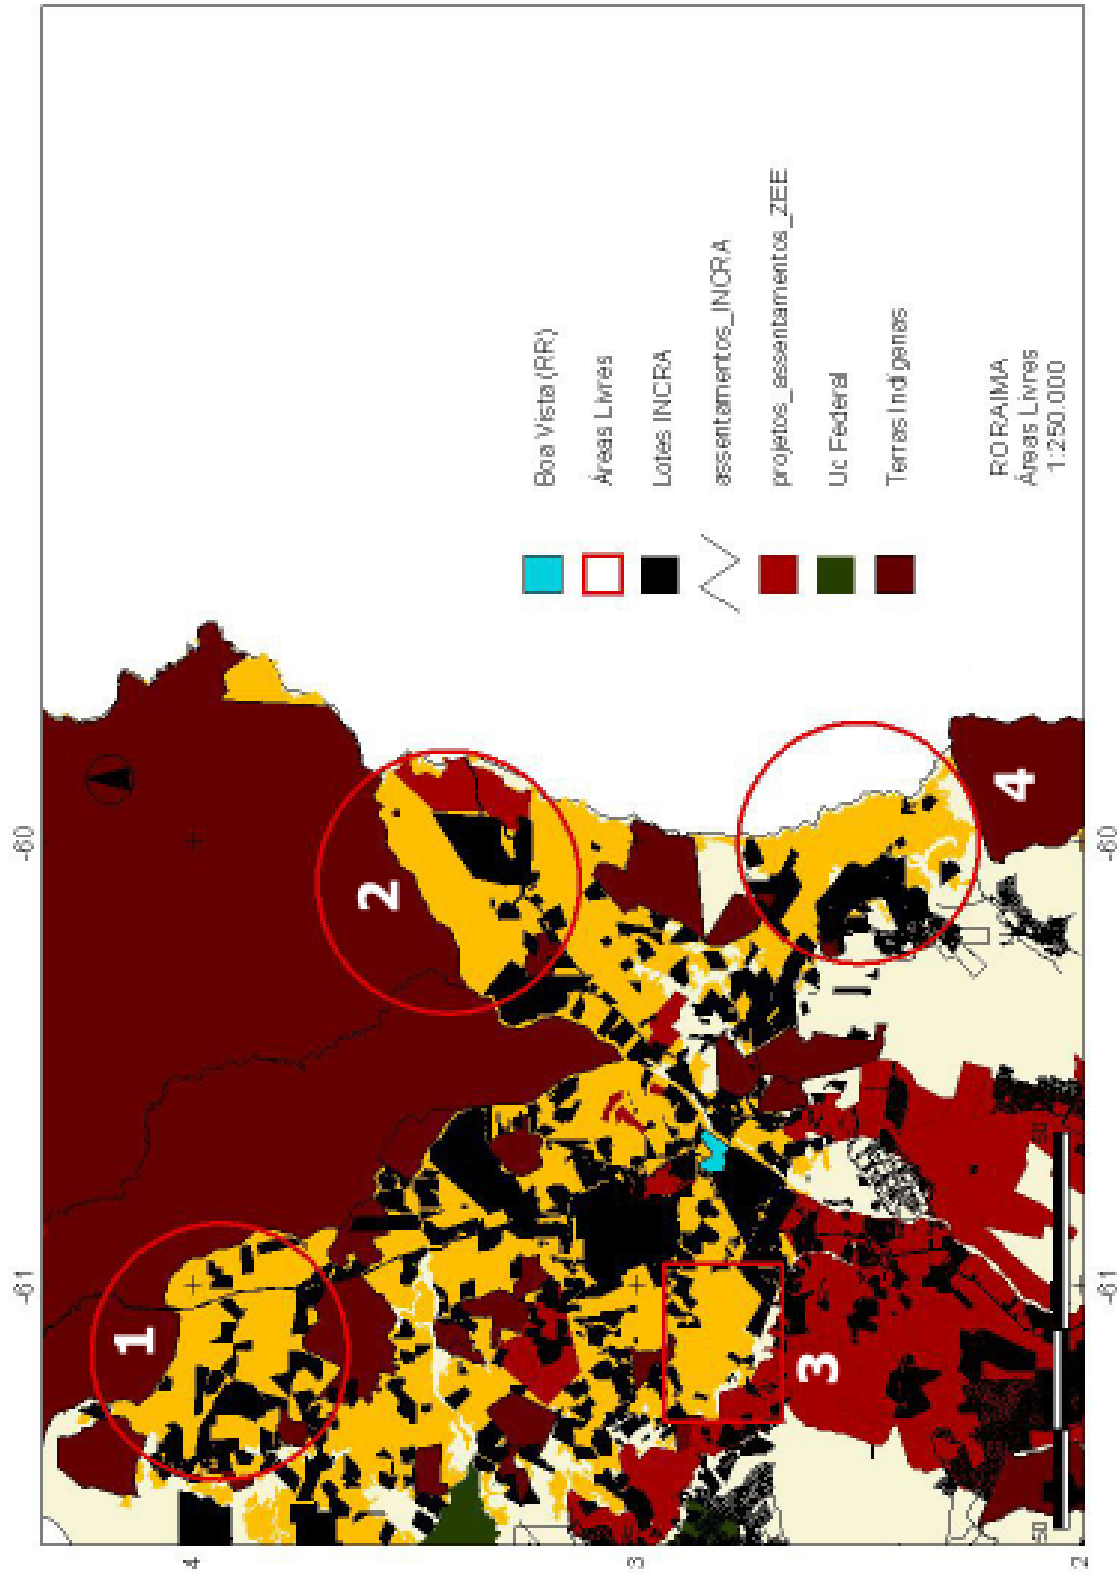 -61
-60
4
3
2
-61
-60
1
2
3
4
Boa Vista (RR)
Áreas Livres
Lotes INCRA
assentamentos_INCRA
projetos_assentamentos_ZEE
Uc Federal
Terras Indígenas
RORAIMA
Áreas Livres
1:250.000
50
50